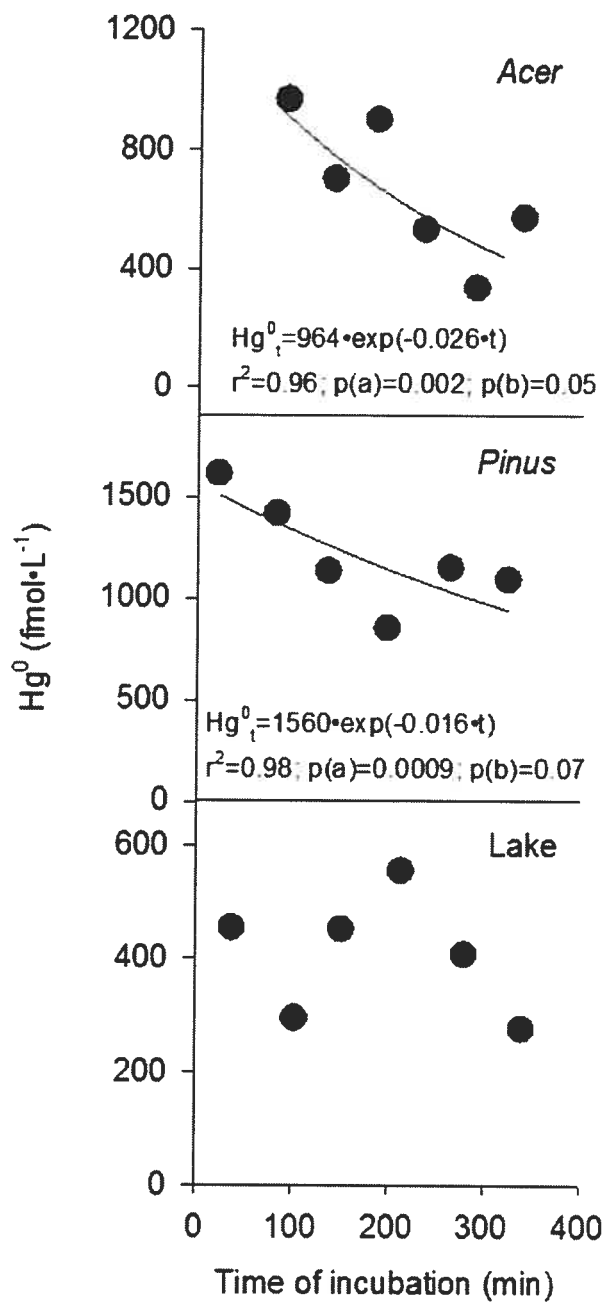 1200
Acer
800
400
Hg⁰ₜ=964•exp(-0.026•t)
0
r²=0.96; p(a)=0.002; p(b)=0.05
Pinus
1500
1000
500
Hg⁰ₜ=1560•exp(-0.016•t)
r²=0.98; p(a)=0.0009; p(b)=0.07
0
Hg⁰ (fmol•L⁻¹)
600
Lake
400
200
0
0 100 200 300 400
Time of incubation (min)